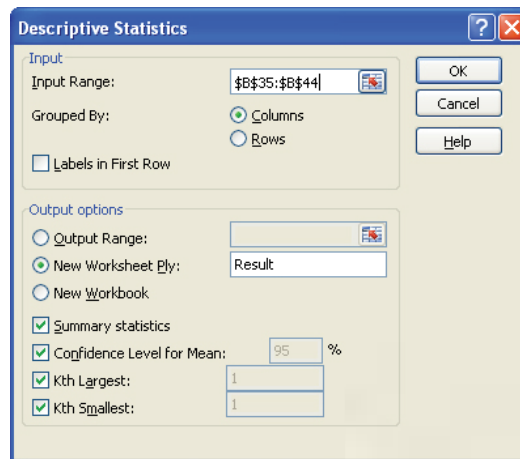 Descriptive Statistics
Input
Input Range:
$B$35:$B$44
Grouped By:
Columns
Rows
Labels in First Row
OK
Cancel
Help
Output options
Output Range:
New Worksheet Ply:
Result
New Workbook
Summary statistics
Confidence Level for Mean:
95
%
Kth Largest:
1
Kth Smallest:
1